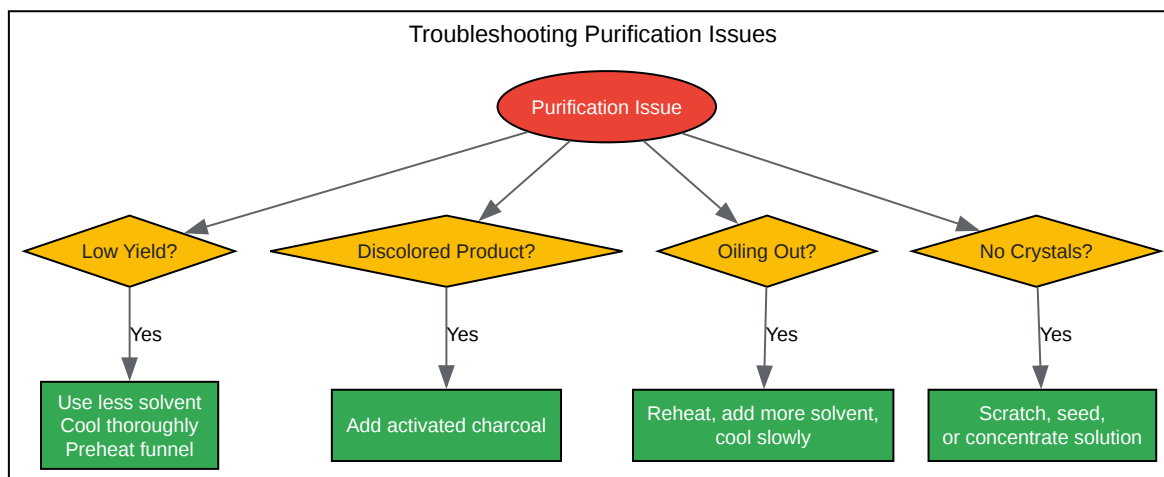 Troubleshooting Purification Issues
Purification Issue
Low Yield?
Discolored Product?
Oiling Out?
No Crystals?
Yes
Yes
Yes
Yes
Use less solvent
Cool thoroughly
Preheat funnel
Add activated charcoal
Reheat, add more solvent,
cool slowly
Scratch, seed,
or concentrate solution